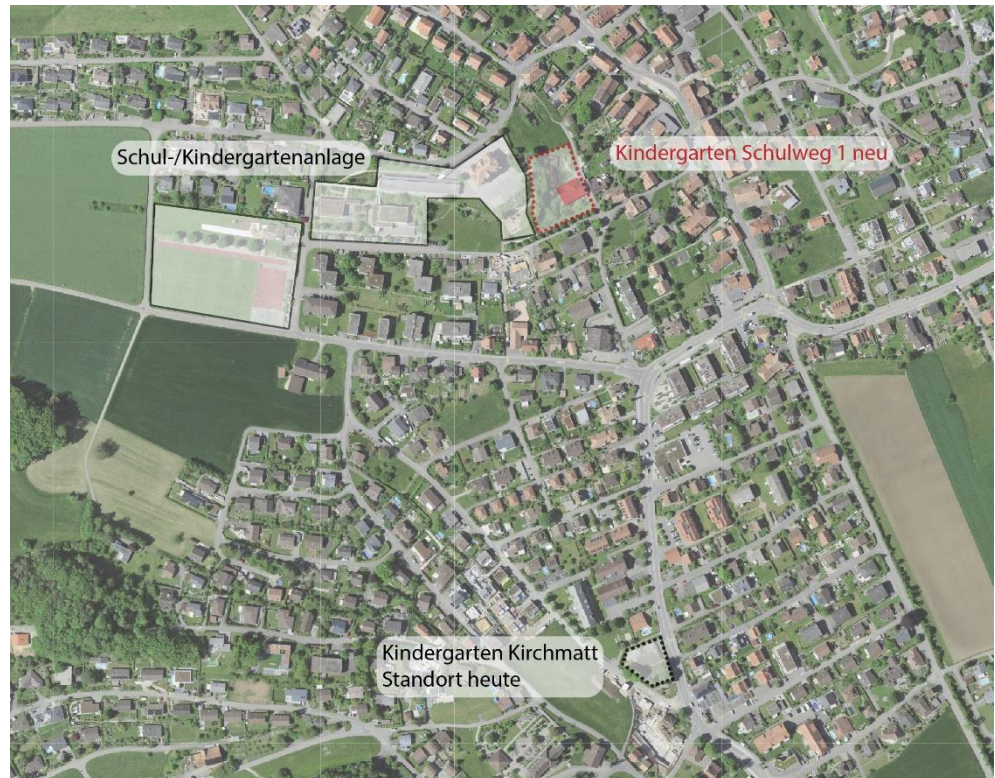 Schul-/Kindergartenanlage
Kindergarten Schulweg 1 neu
Kindergarten Kirchmatt
Standort heute